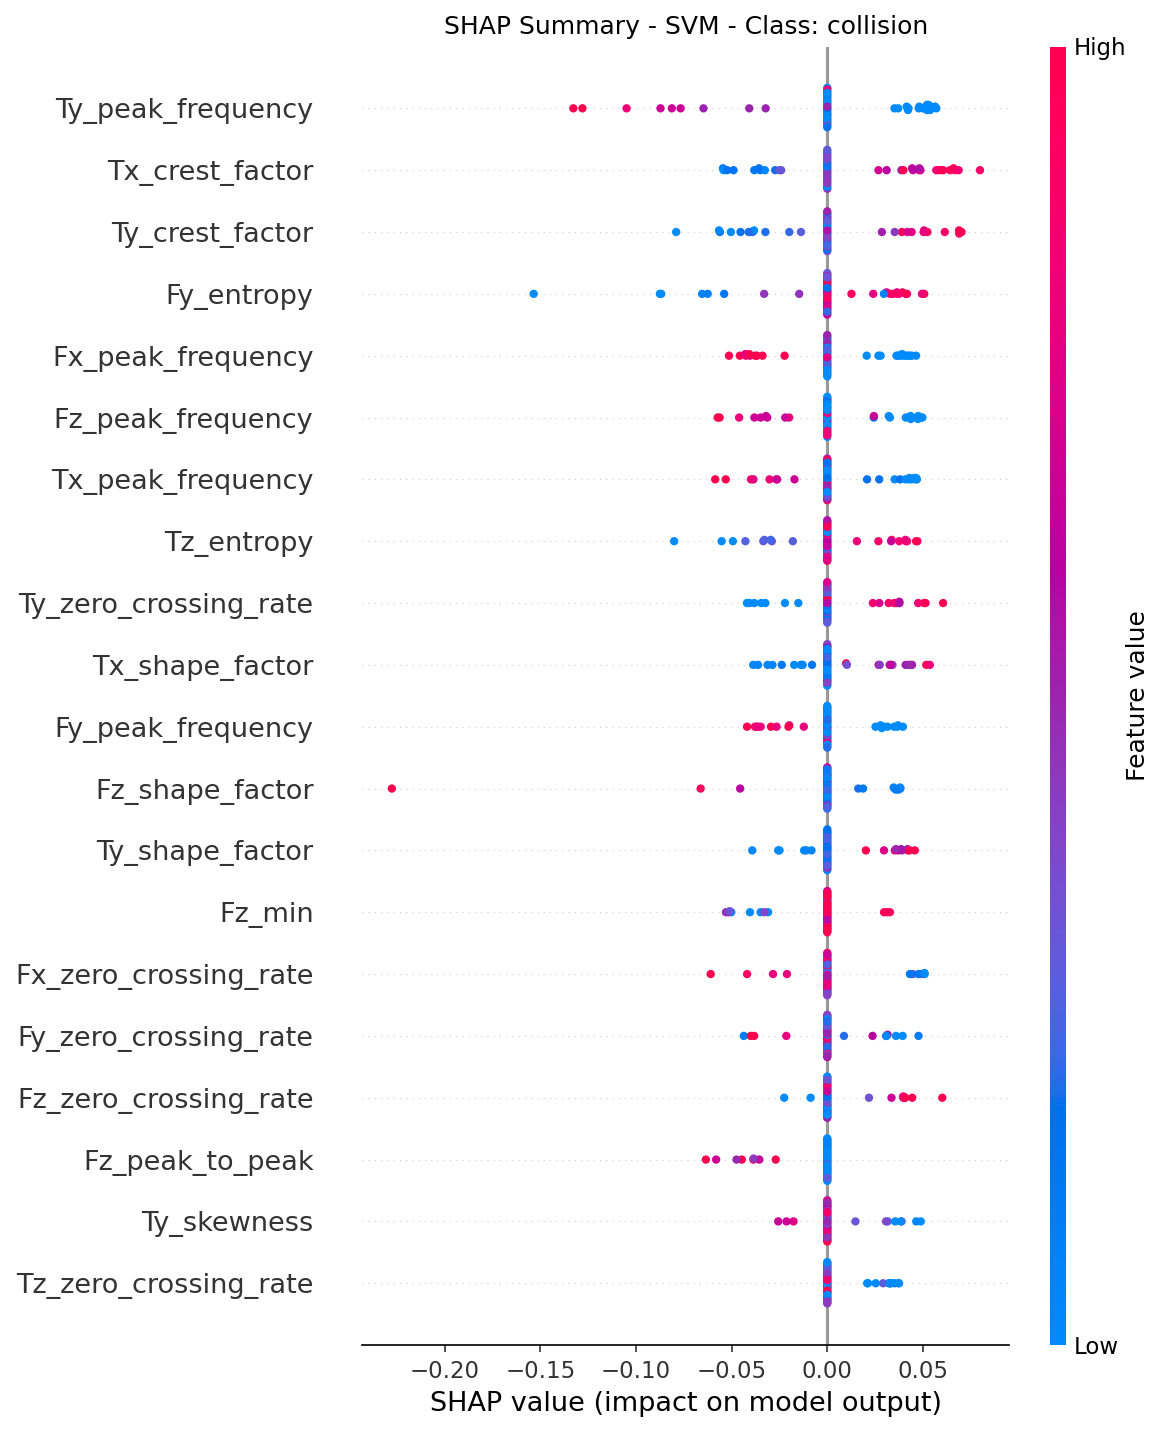 SHAP Summary - SVM - Class: collision
High
Ty_peak_frequency
Tx_crest_factor
Ty_crest_factor
Fy_entropy
Fx_peak_frequency
Fz_peak_frequency
Tx_peak_frequency
Tz_entropy
Ty_zero_crossing_rate
Tx_shape_factor
Fy_peak_frequency
Fz_shape_factor
Ty_shape_factor
Fz_min
Fx_zero_crossing_rate
Fy_zero_crossing_rate
Fz_zero_crossing_rate
Fz_peak_to_peak
Ty_skewness
Tz_zero_crossing_rate
Feature value
Low
−0.20 −0.15 −0.10 −0.05 0.00 0.05
SHAP value (impact on model output)